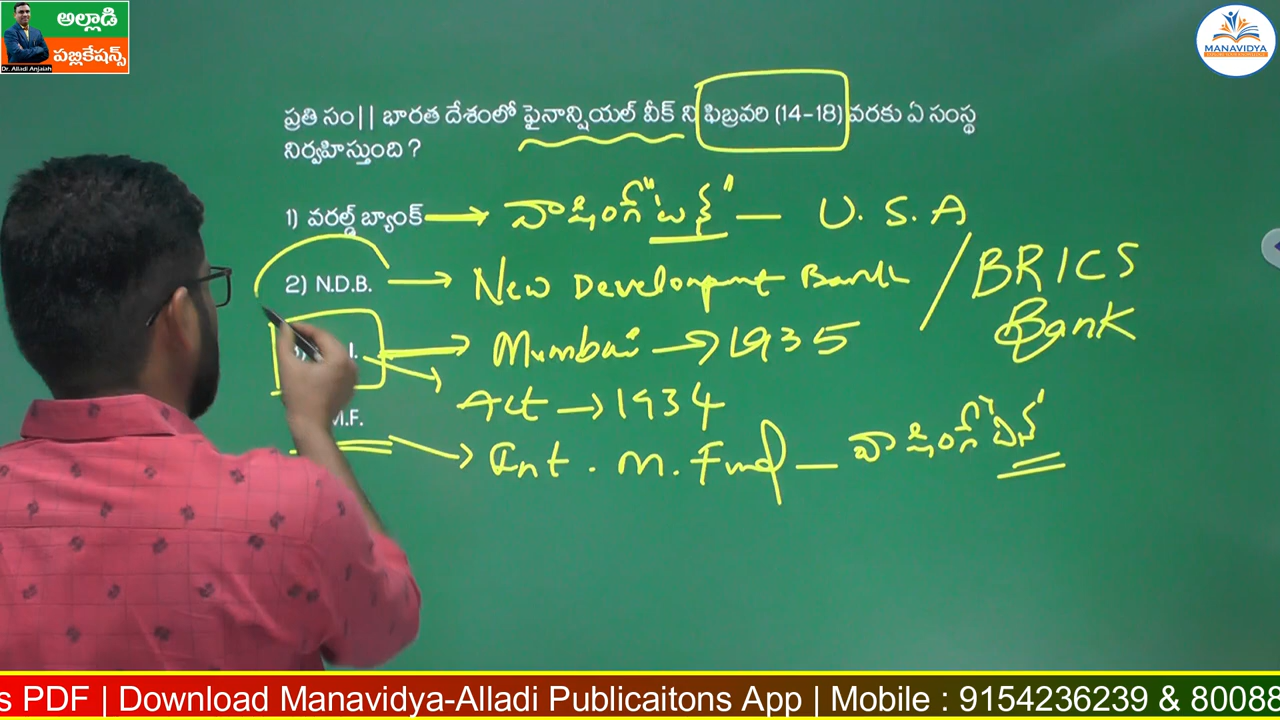 అల్లాడి
పబ్లికేషన్స్
Dr. Alladi Anjaiah
MANAVIDYA
ప్రతి సం|| భారత దేశంలో ఫైనాన్షియల్ వీక్ ని ఫిబ్రవరి (14-18) వరకు ఏ సంస్థ
నిర్వహిస్తుంది ?
1) వరల్డ్ బ్యాంక్ వాషింగ్ టన్ - U. S. A
2) N.D.B. New Development Bank / BRICS Bank
Mumbai → 1935
Act → 1934
M.F. Int. M. Fund - వాషింగ్ టన్
s PDF | Download Manavidya-Alladi Publicaitons App | Mobile : 9154236239 & 80088